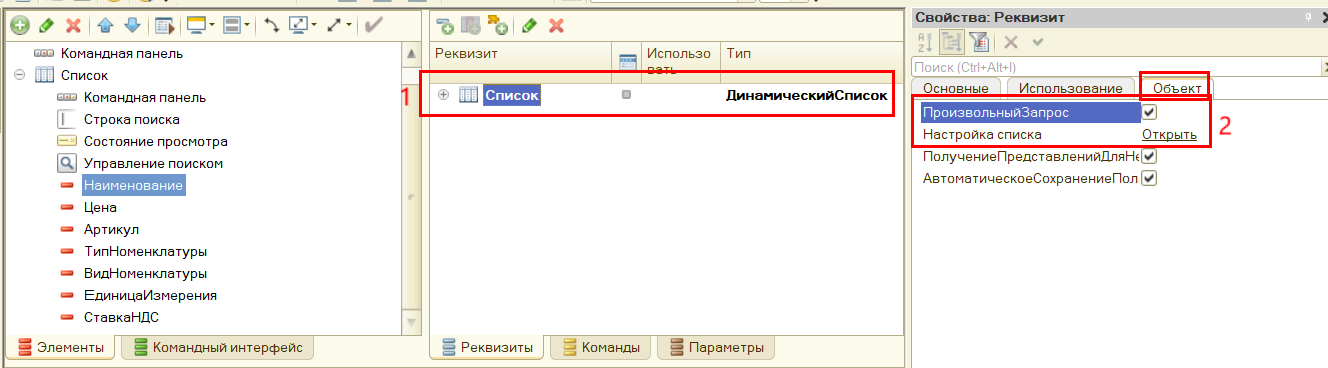 Командная панель
Список
Командная панель
Строка поиска
Состояние просмотра
Управление поиском
Наименование
Цена
Артикул
ТипНоменклатуры
ВидНоменклатуры
ЕдиницаИзмерения
СтавкаНДС
Элементы
Командный интерфейс
1
Реквизит
Использо
вать
Тип
Список
ДинамическийСписок
Реквизиты
Команды
Параметры
Свойства: Реквизит
Поиск (Ctrl+Alt+I)
Основные
Использование
Объект
ПроизвольныйЗапрос
Настройка списка
Открыть
2
ПолучениеПредставленийДляНе
АвтоматическоеСохранениеПол